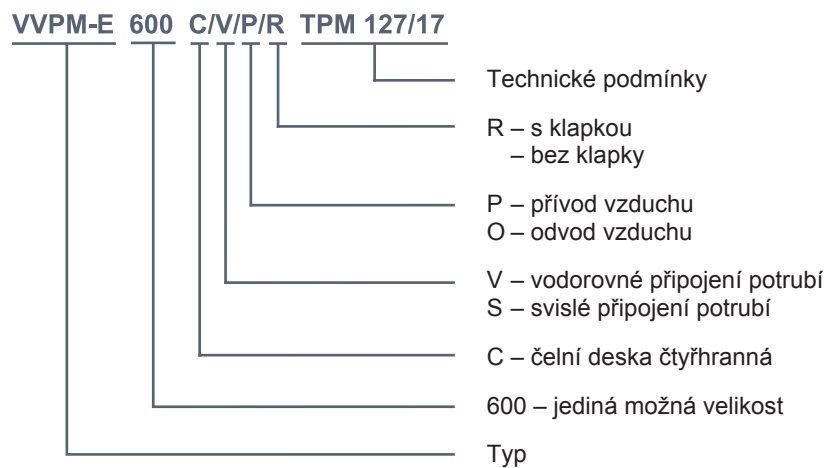 VVPM-E 600 C/V/P/R TPM 127/17
Technické podmínky
R – s klapkou
– bez klapky
P – přívod vzduchu
O – odvod vzduchu
V – vodorovné připojení potrubí
S – svislé připojení potrubí
C – čelní deska čtyřhranná
600 – jediná možná velikost
Typ